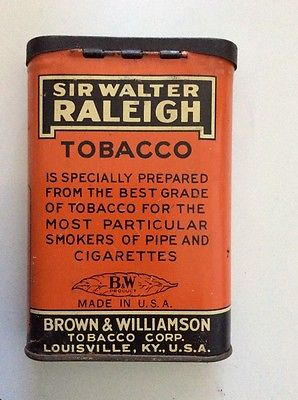 SIR WALTER
RALEIGH
TOBACCO
IS SPECIALLY PREPARED
FROM THE BEST GRADE
OF TOBACCO FOR THE
MOST PARTICULAR
SMOKERS OF PIPE AND
CIGARETTES
B&W
PRODUCT
MADE IN U.S.A.
BROWN & WILLIAMSON
TOBACCO CORP.
LOUISVILLE, KY., U.S.A.